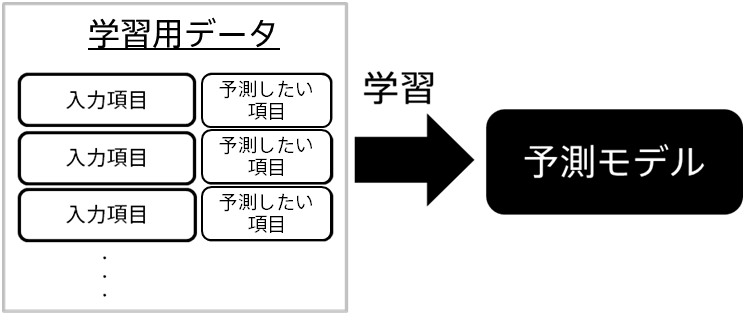 学習用データ
入力項目
予測したい
項目
入力項目
予測したい
項目
入力項目
予測したい
項目
・
・
・
学習
予測モデル